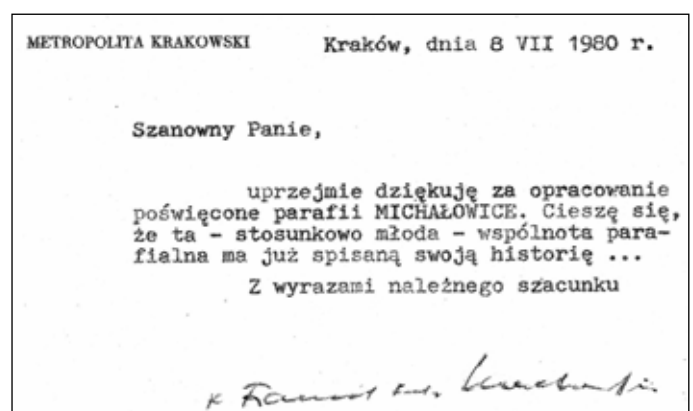 METROPOLITA KRAKOWSKI Kraków, dnia 8 VII 1980 r.
Szanowny Panie,
uprzejmie dziękuję za opracowanie
poświęcone parafii MICHAŁOWICE. Cieszę się,
że ta - stosunkowo młoda - wspólnota para-
fialna ma już spisaną swoją historię ...
Z wyrazami należnego szacunku